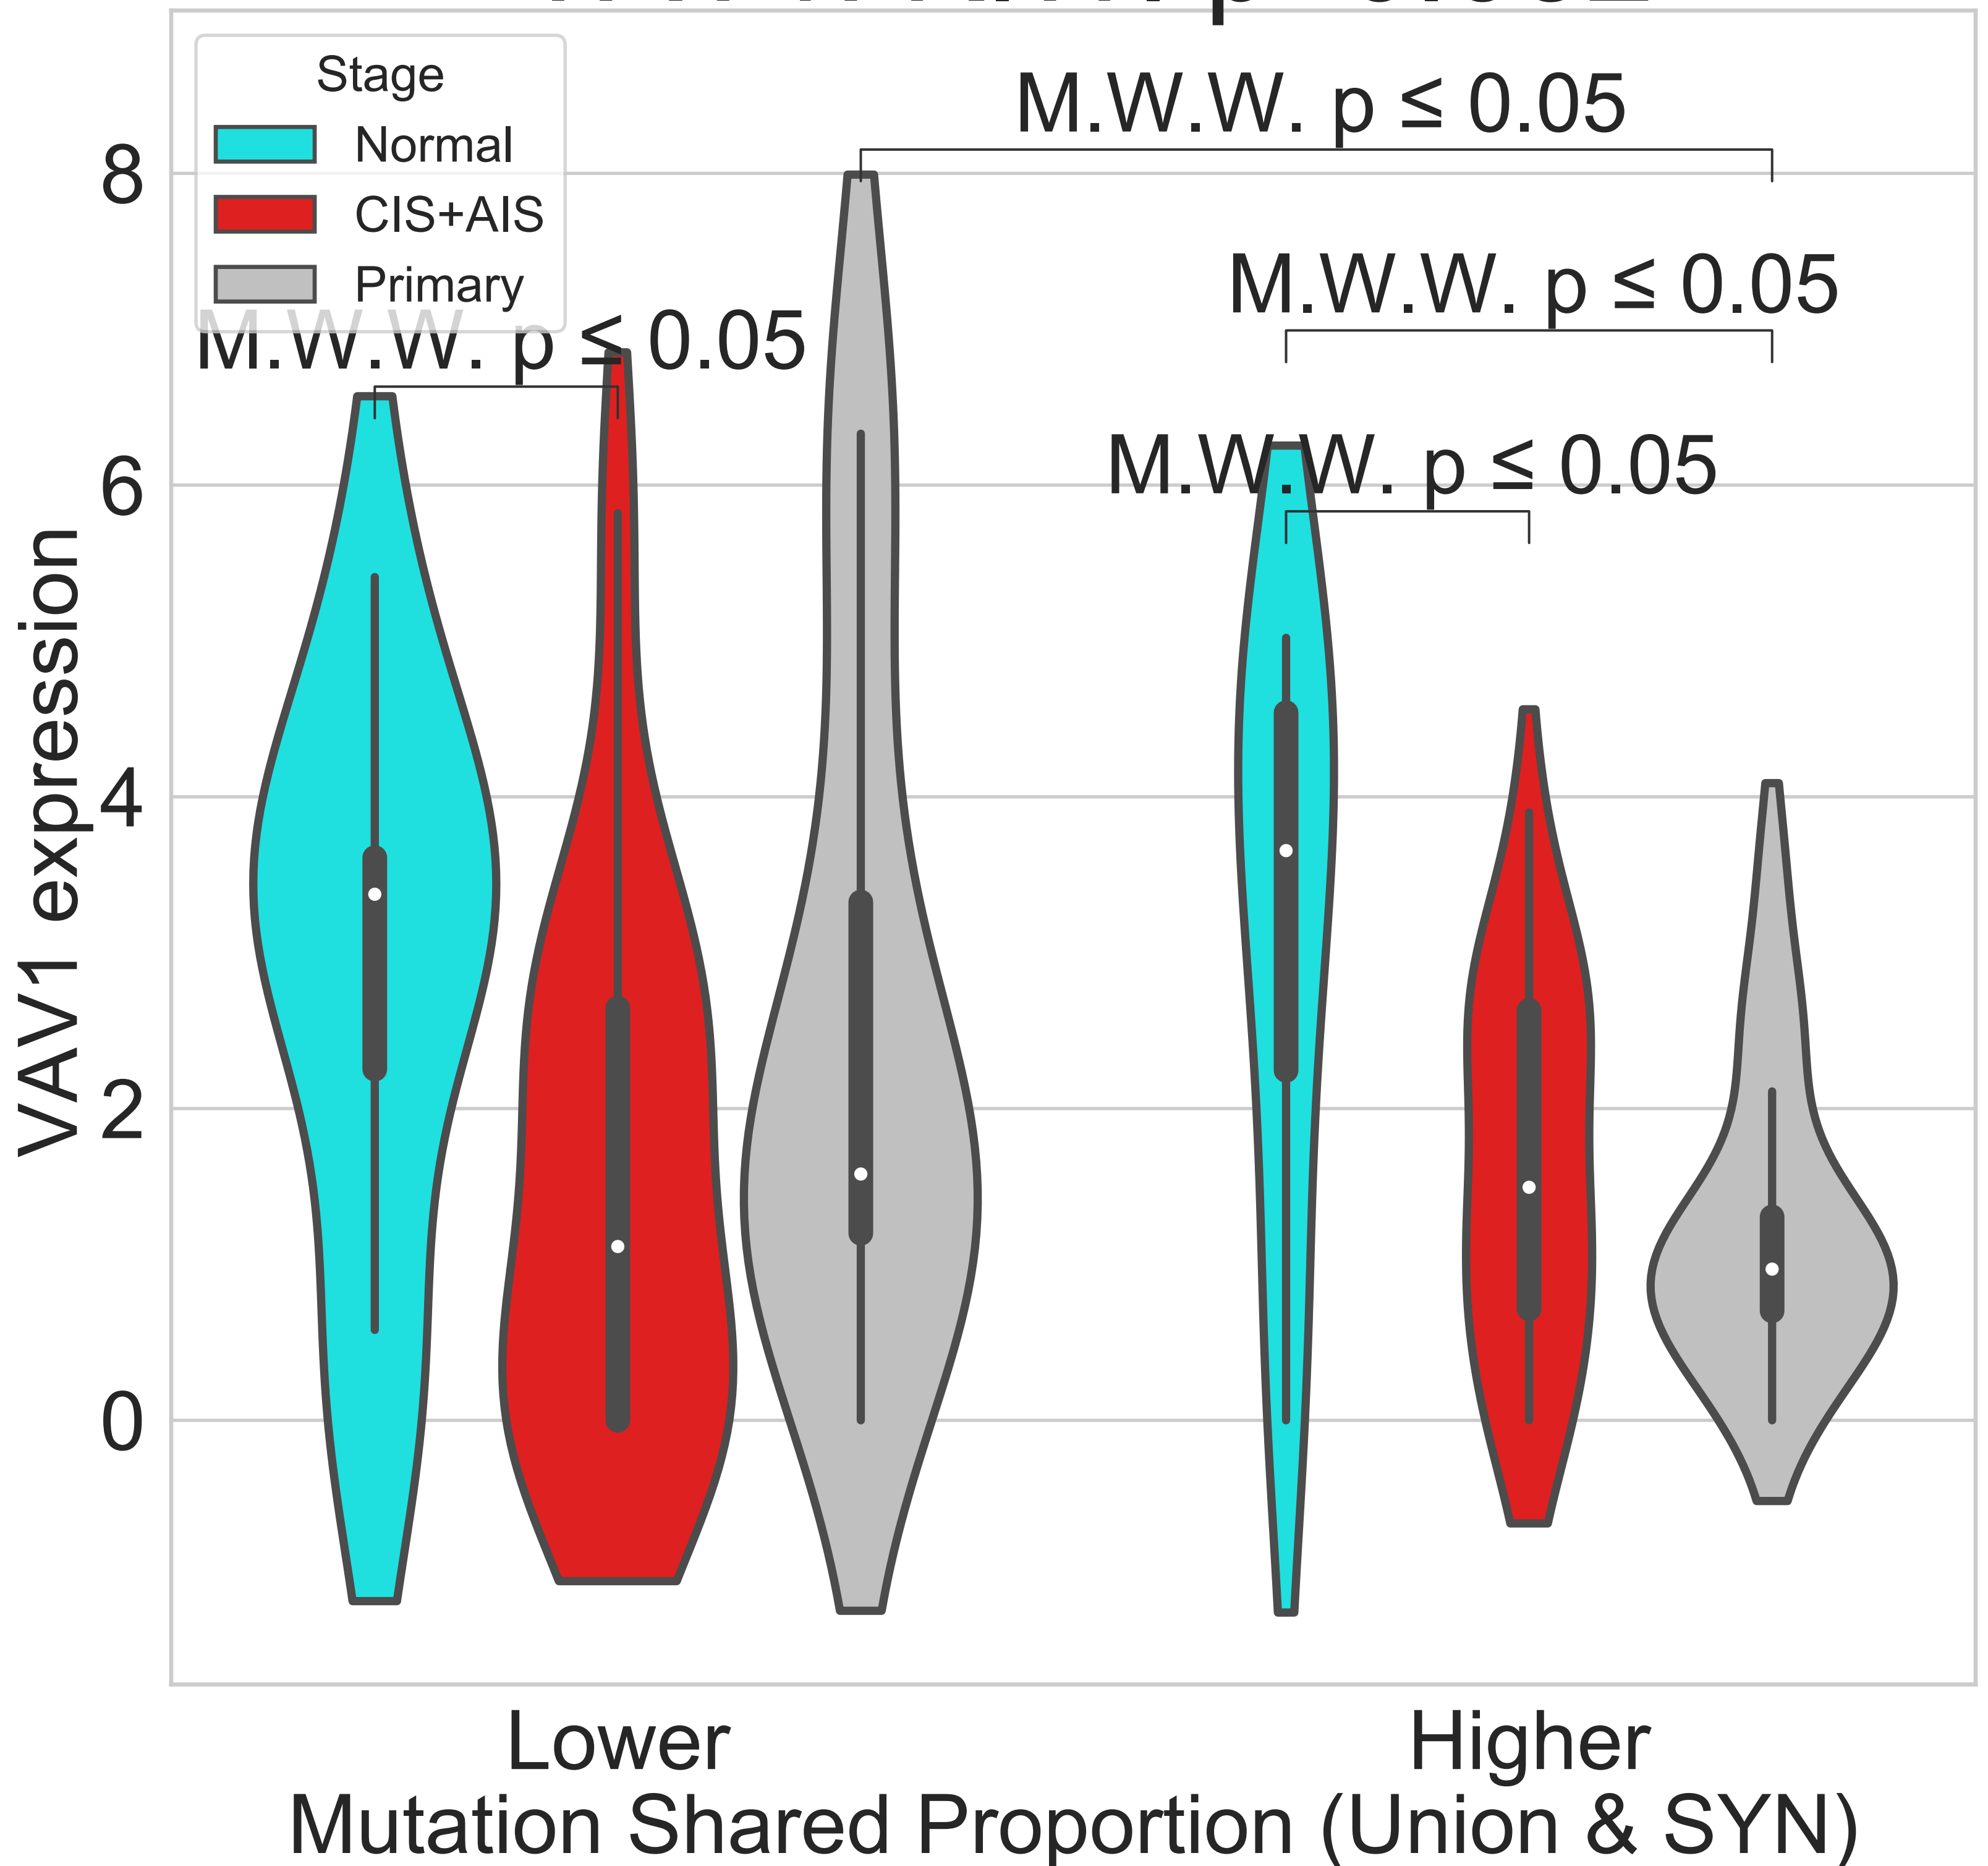 M.W.W. p ≤ 0.05
Stage
Normal
CIS+AIS
Primary
M.W.W. p ≤ 0.05
M.W.W. p ≤ 0.05
M.W.W. p ≤ 0.05
8
6
4
2
0
VAV1 expression
Lower
Higher
Mutation Shared Proportion (Union & SYN)